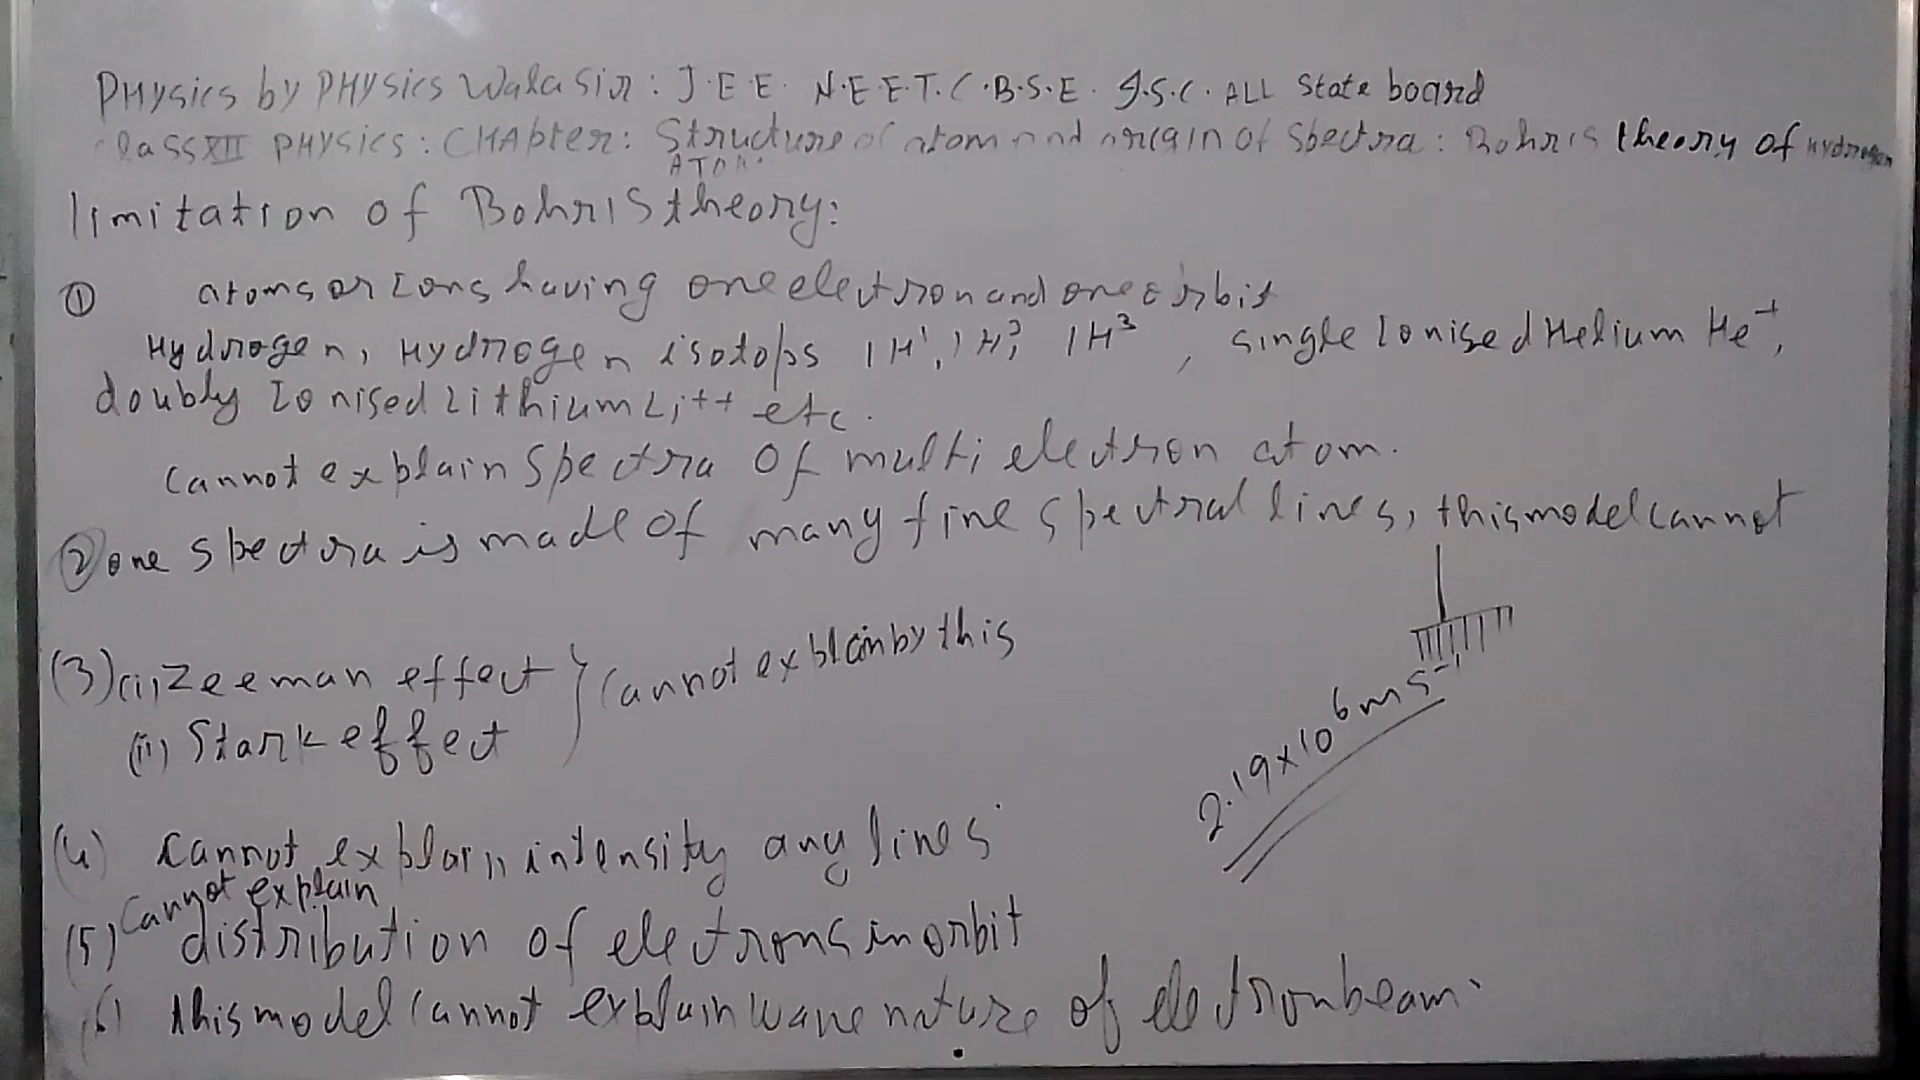 Physics by PHysics Wala Sir: J.E.E. N.E.E.T. C.B.S.E. I.S.C. ALL State board
class XII PHysics: CHApter: Structure of atom and origin of Spectra: Bohr's theory of Hydrogen
ATOM.
limitation of Bohr's theory:
① atoms or Ions having one electron and one orbit
Hydrogen, Hydrogen isotops 1H¹, 1H², 1H³, single Ionised Helium He⁺,
doubly Ionised Lithium Li⁺⁺ etc.
cannot explain Spectra of multi electron atom.
② one spectra is made of many fine spectral lines, this model cannot
(3) (i) Zeeman effect } cannot explain by this
(ii) Stark effect
2.19×10⁶ms⁻¹
(4) cannot explain intensity any lines
(5) Cannot explain
distribution of electrons in orbit
(6) this model cannot explain wave nature of electron beam.